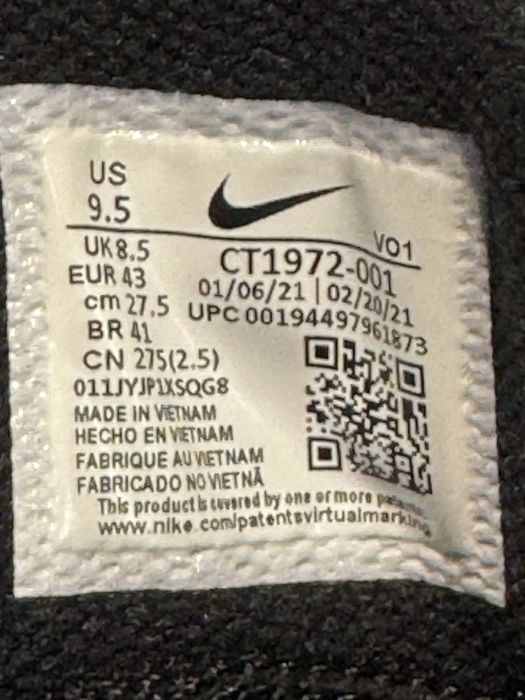 US
9.5
VO1
UK 8.5
CT1972-001
EUR 43
01/06/21 | 02/20/21
cm 27.5
UPC 00194497961873
BR 41
CN 275(2.5)
011JYJP1XSQG8
MADE IN VIETNAM
HECHO EN VIETNAM
FABRIQUE AU VIETNAM
FABRICADO NO VIETNÃ
This product is covered by one or more
www.nike.com/patentsvirtualmarking